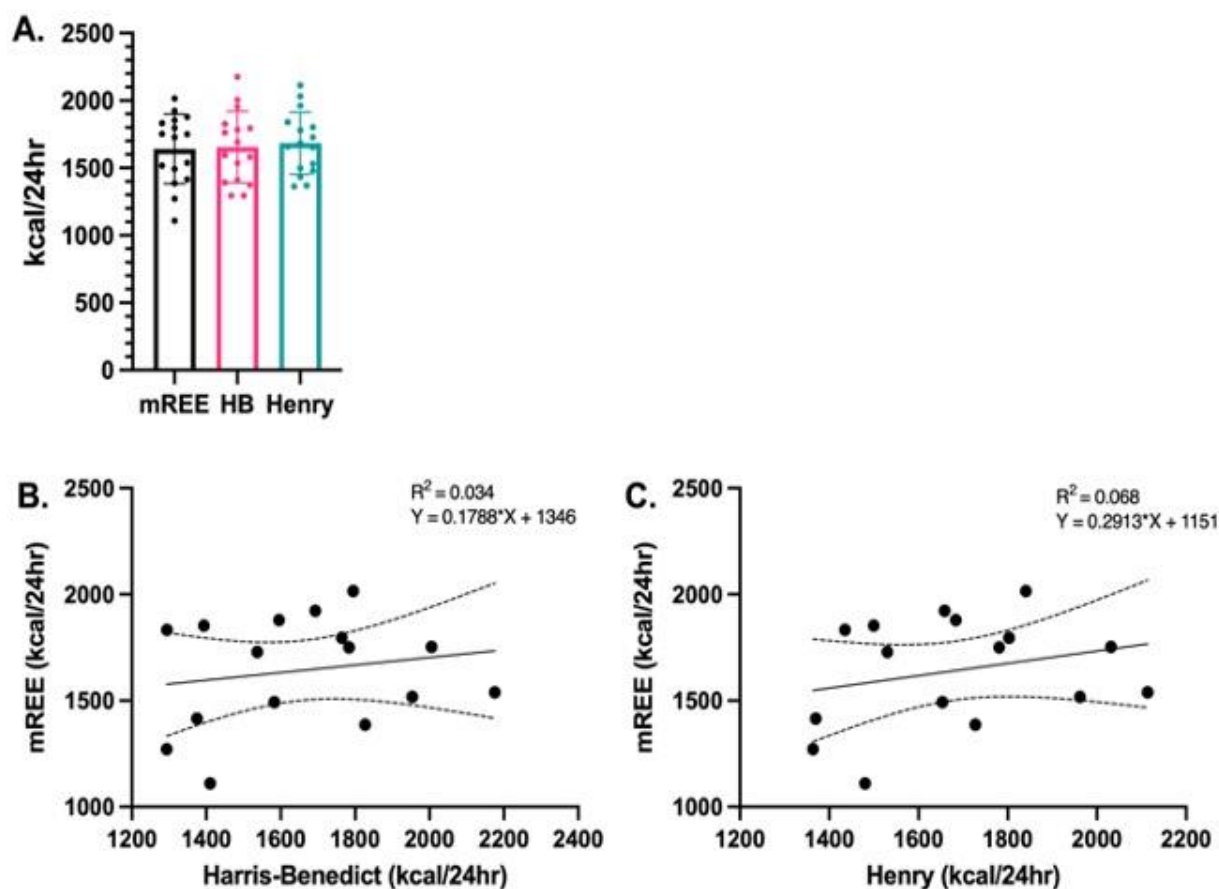 A.
2500
2000
1500
1000
500
0
kcal/24hr
mREE HB Henry
B.
2500
2000
1500
1000
mREE (kcal/24hr)
R² = 0.034
Y = 0.1788*X + 1346
1200 1400 1600 1800 2000 2200 2400
Harris-Benedict (kcal/24hr)
C.
2500
2000
1500
1000
mREE (kcal/24hr)
R² = 0.068
Y = 0.2913*X + 1151
1200 1400 1600 1800 2000 2200
Henry (kcal/24hr)